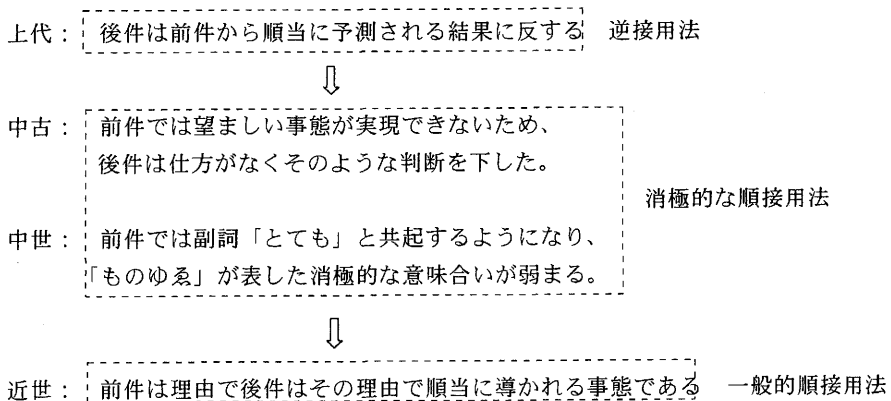 上代： 後件は前件から順当に予測される結果に反する 逆接用法
⇩
中古： 前件では望ましい事態が実現できないため、
後件は仕方がなくそのような判断を下した。
消極的な順接用法
中世： 前件では副詞「とても」と共起するようになり、
「ものゆゑ」が表した消極的な意味合いが弱まる。
⇩
近世： 前件は理由で後件はその理由で順当に導かれる事態である 一般的順接用法